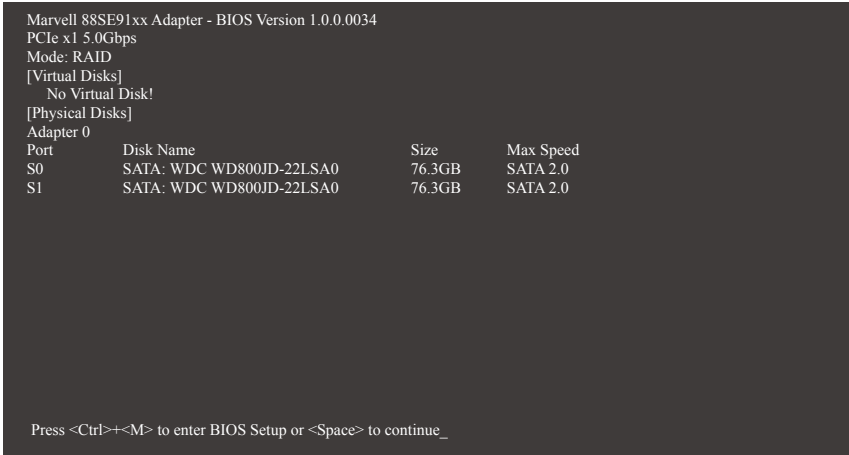 Marvell 88SE91xx Adapter - BIOS Version 1.0.0.0034
PCIe x1 5.0Gbps
Mode: RAID
[Virtual Disks]
No Virtual Disk!
[Physical Disks]
Adapter 0
Port Disk Name Size Max Speed
S0 SATA: WDC WD800JD-22LSA0 76.3GB SATA 2.0
S1 SATA: WDC WD800JD-22LSA0 76.3GB SATA 2.0
Press <Ctrl>+<M> to enter BIOS Setup or <Space> to continue_